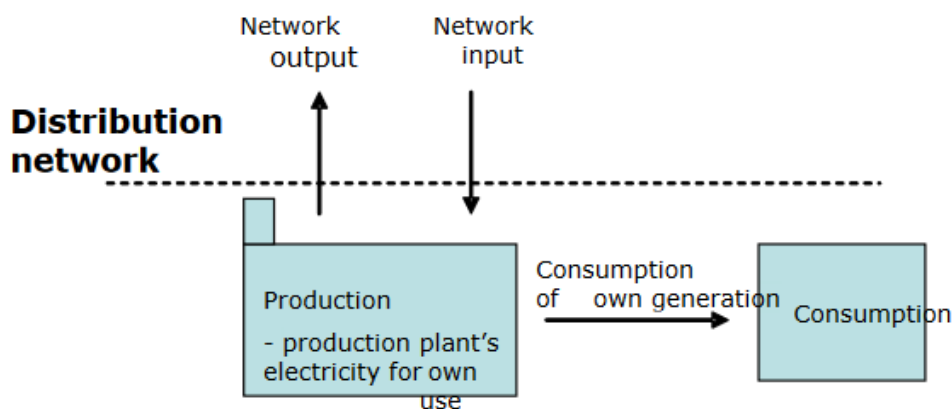 Network
output
Network
input
Distribution
network
Production
- production plant's
electricity for own
use
Consumption
of own generation
Consumption